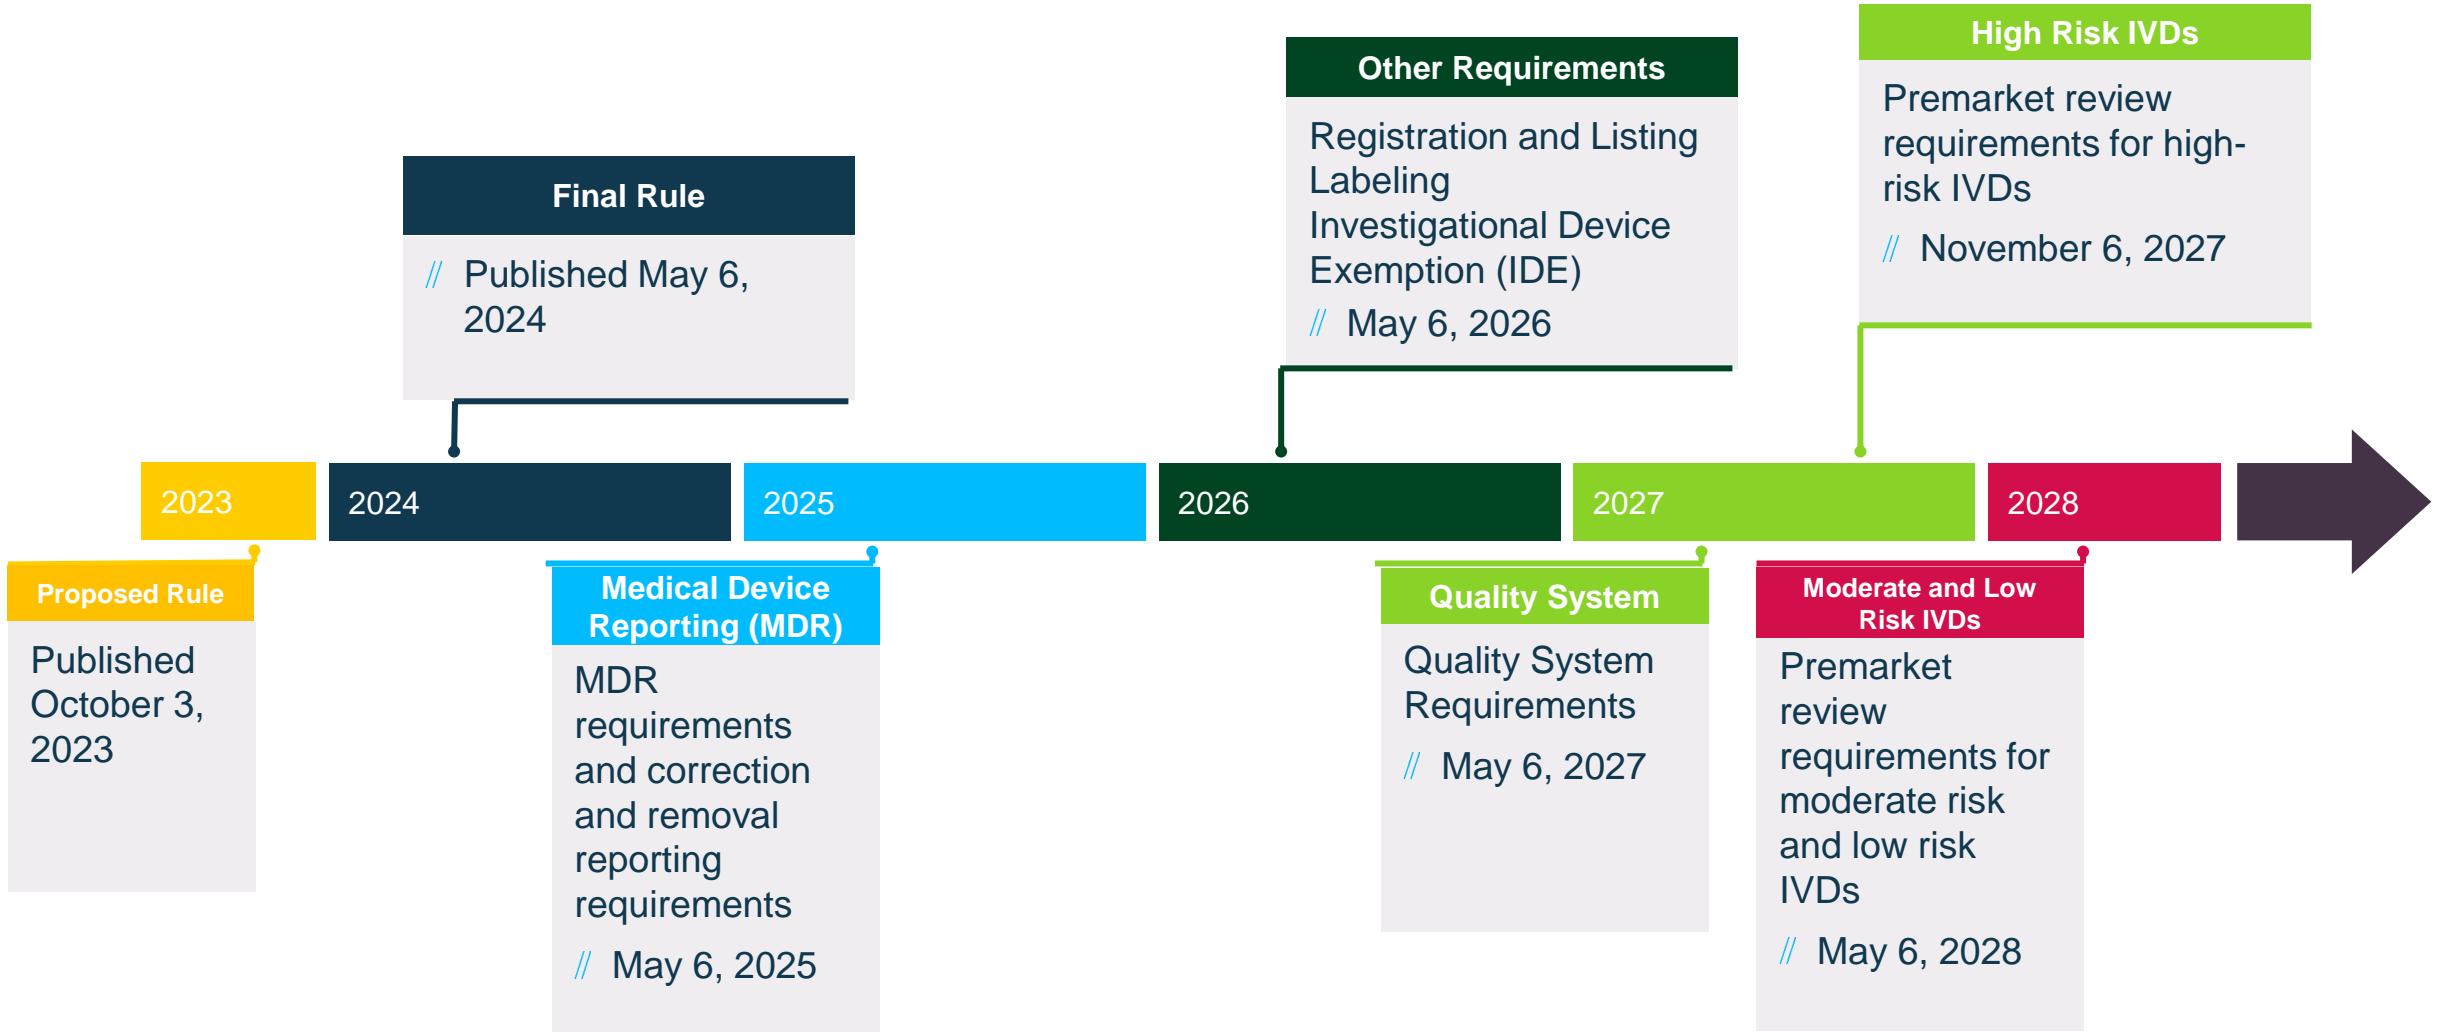 High Risk IVDs
Premarket review
requirements for high-
risk IVDs
// November 6, 2027
Other Requirements
Registration and Listing
Labeling
Investigational Device
Exemption (IDE)
// May 6, 2026
Final Rule
// Published May 6,
2024
2023
2024
2025
2026
2027
2028
Proposed Rule
Published
October 3,
2023
Medical Device
Reporting (MDR)
MDR
requirements
and correction
and removal
reporting
requirements
// May 6, 2025
Quality System
Quality System
Requirements
// May 6, 2027
Moderate and Low
Risk IVDs
Premarket
review
requirements for
moderate risk
and low risk
IVDs
// May 6, 2028